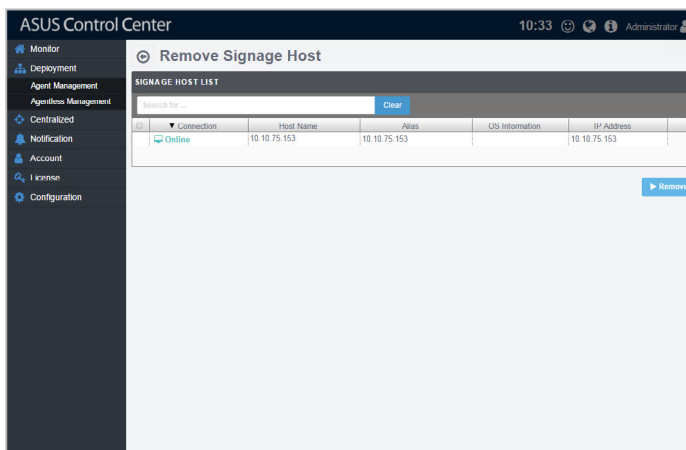 ASUS Control Center
10:33 Administrator
Monitor
Deployment
Agent Management
Agentless Management
Centralized
Notification
Account
License
Configuration
Remove Signage Host
SIGNAGE HOST LIST
Search for ...
Clear
▼ Connection Host Name Alias OS Information IP Address
Online 10.10.75.153 10.10.75.153 10.10.75.153
Remove